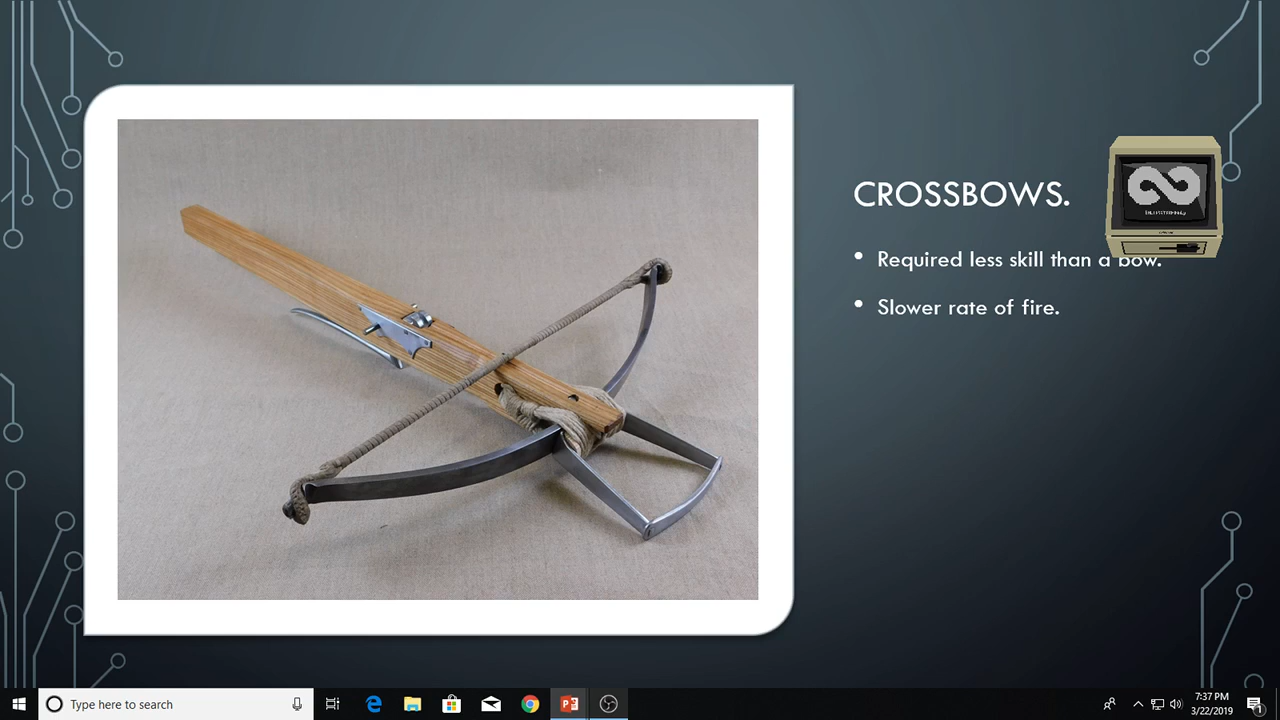 CROSSBOWS.
• Required less skill than a bow.
• Slower rate of fire.
Type here to search
7:37 PM
3/22/2019